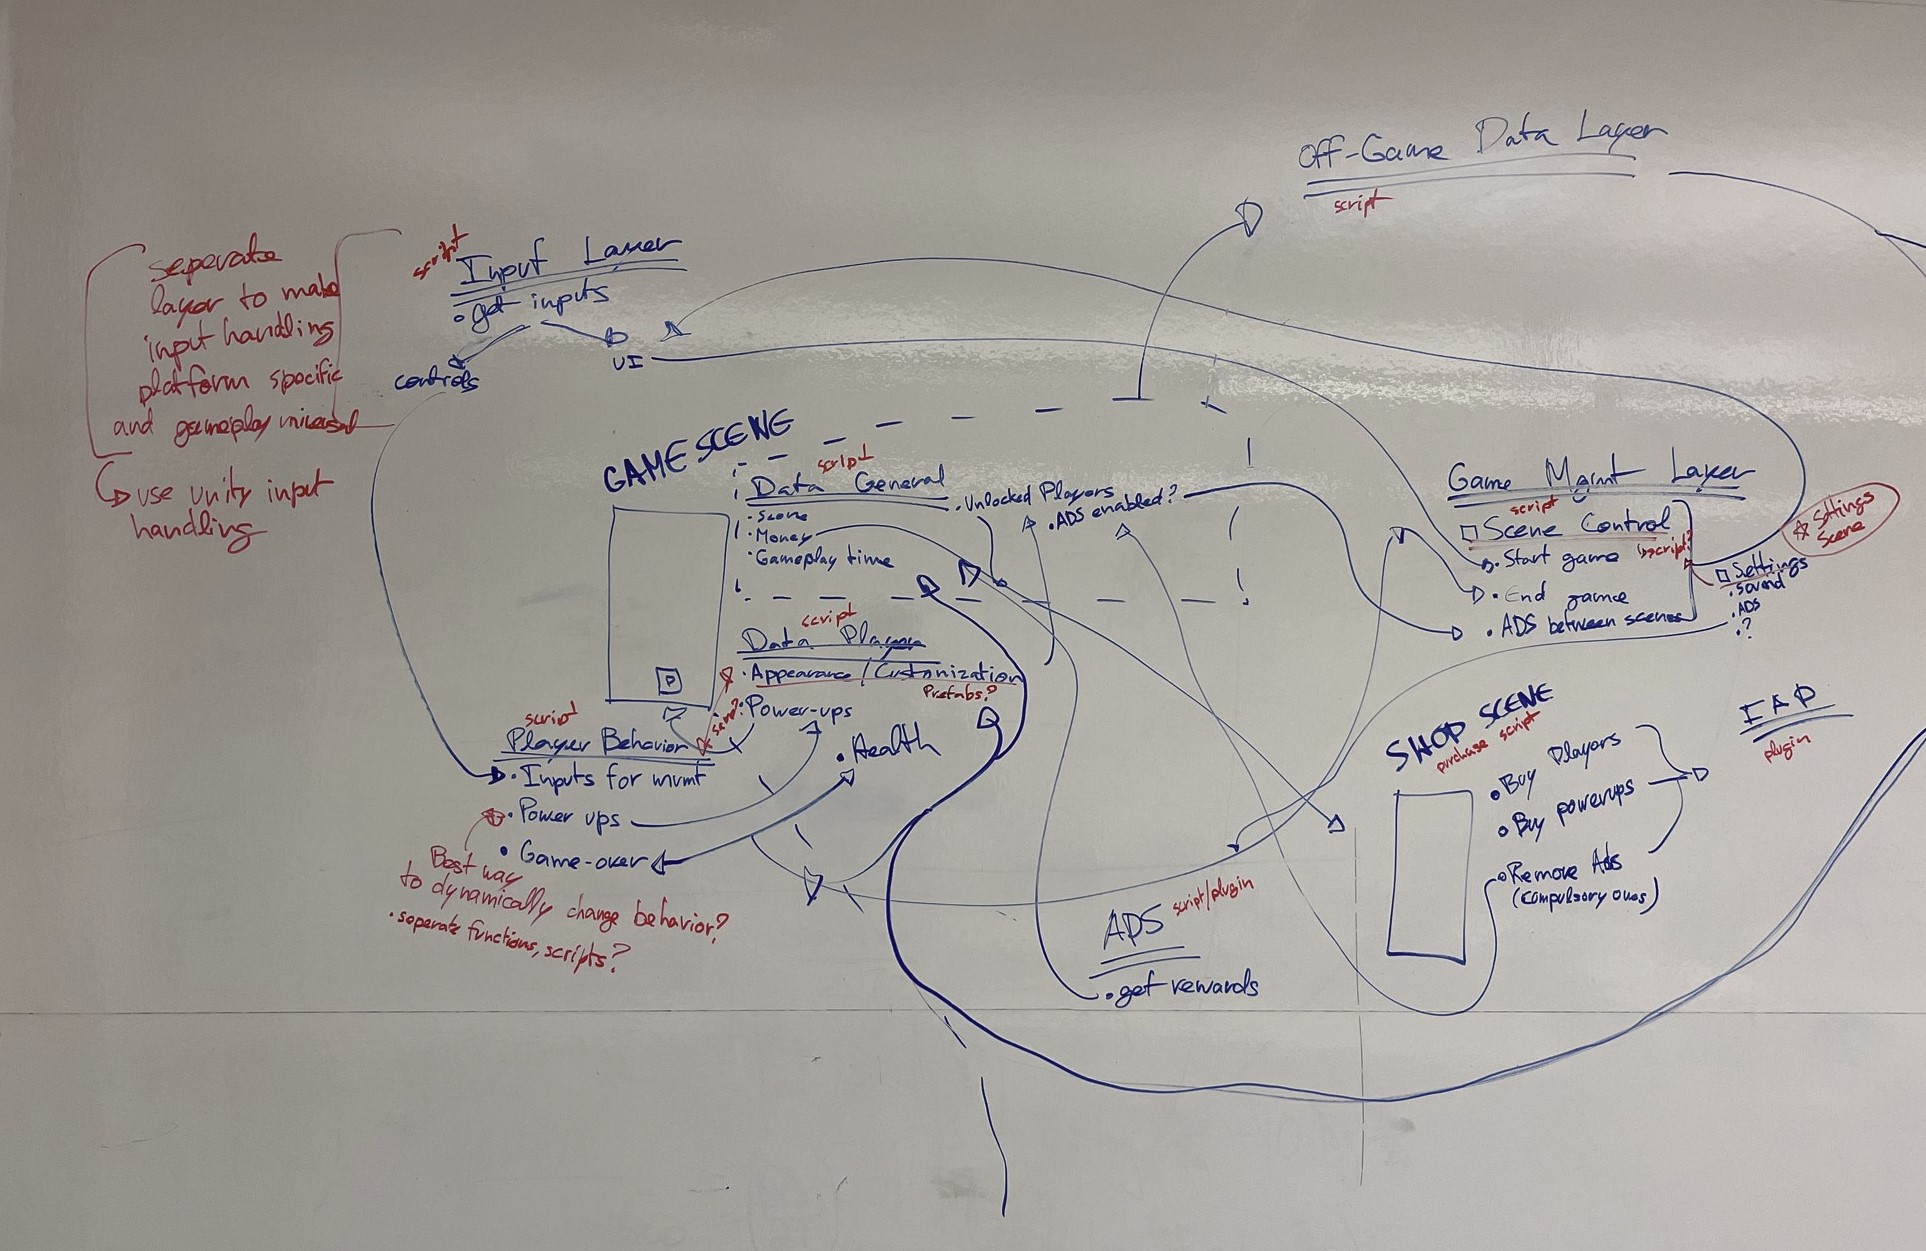 Off-Game Data Layer
script
seperate
layer to make
input handling
platform specific
and gameplay universal
use unity input
handling
script
Input Layer
• get inputs
controls
UI
GAME SCENE
script
Data General
• Score
• Money
• Gameplay time
• Unlocked Players
• ADS enabled?
script
Data Player
• Appearance / Customization
Prefabs?
• Power-ups
• Health
P
script?
script
Player Behavior
• Inputs for mvmt
• Power ups
• Game-over
Best way
to dynamically change behavior?
• seperate functions, scripts?
Game Mgmt Layer
script
Scene Control
script?
• Start game
• End game
• ADS between scenes
Settings
Scene
Settings
• sound
• ADS
• ?
SHOP SCENE
purchase script
• Buy Players
• Buy powerups
• Remove Ads
(compulsory ones)
IAP
plugin
ADS
script/plugin
• get rewards